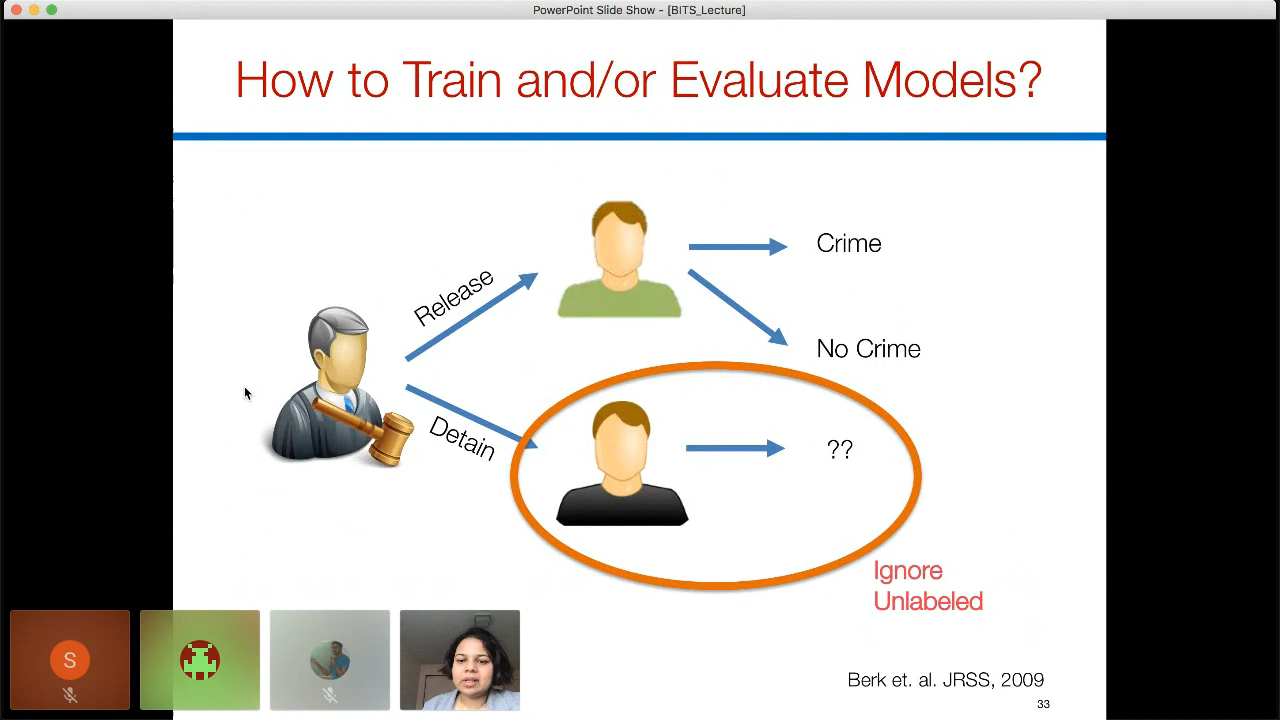 PowerPoint Slide Show - [BITS_Lecture]
How to Train and/or Evaluate Models?
Crime
Release
No Crime
Detain
??
Ignore
Unlabeled
S
Berk et. al. JRSS, 2009
33